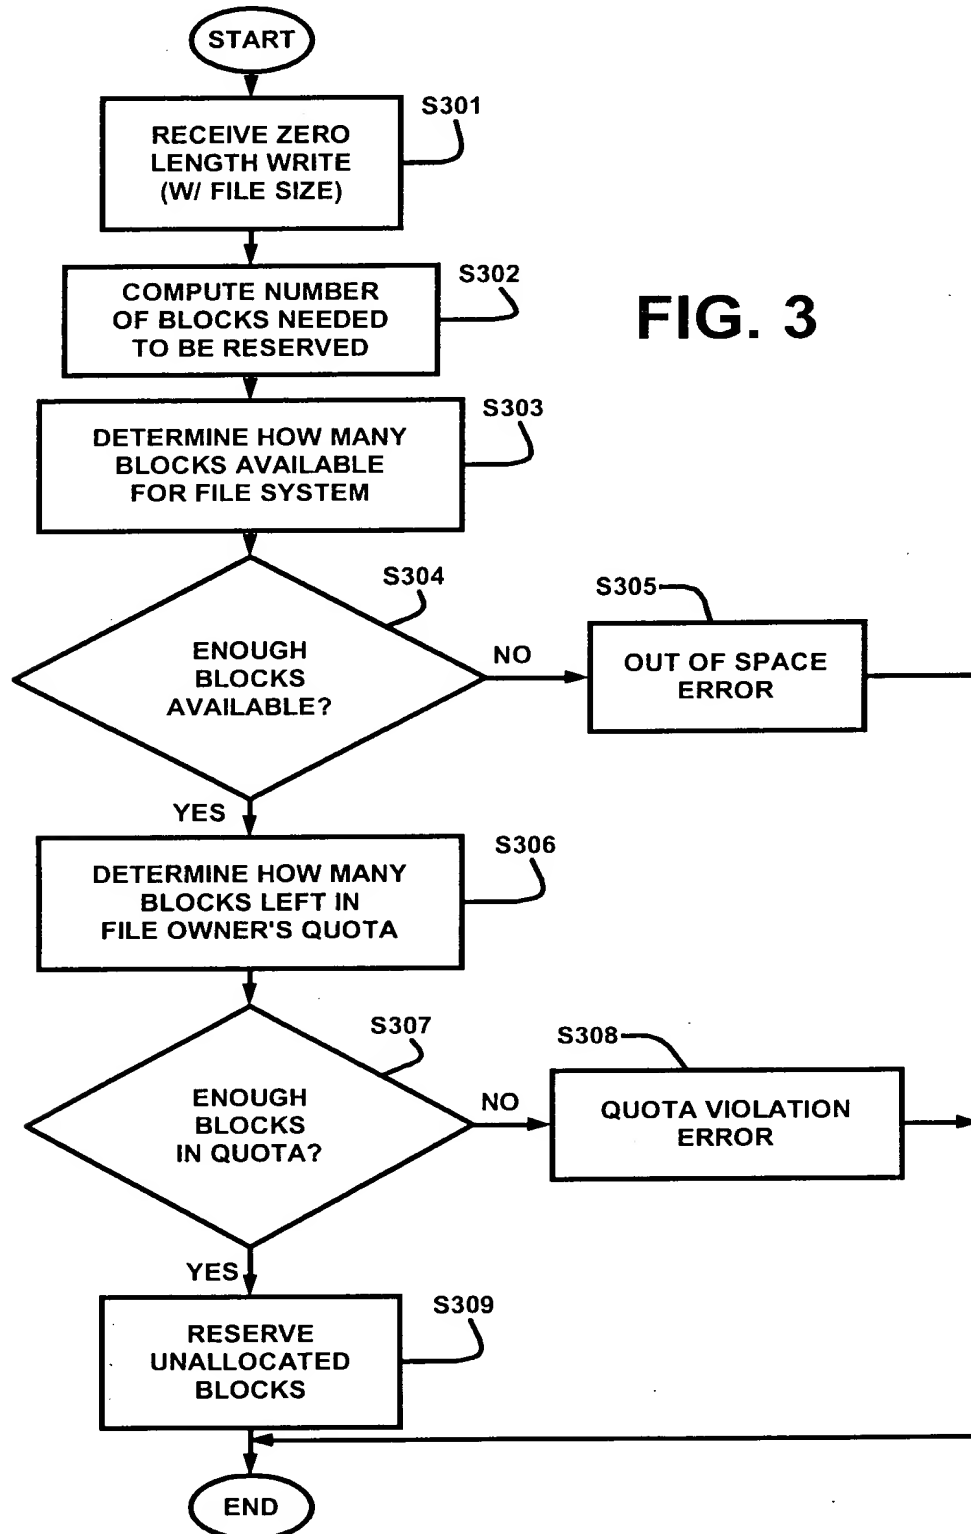 START
S301
RECEIVE ZERO
LENGTH WRITE
(W/ FILE SIZE)
S302
COMPUTE NUMBER
OF BLOCKS NEEDED
TO BE RESERVED
FIG. 3
S303
DETERMINE HOW MANY
BLOCKS AVAILABLE
FOR FILE SYSTEM
S304
ENOUGH
BLOCKS
AVAILABLE?
NO
S305
OUT OF SPACE
ERROR
YES
S306
DETERMINE HOW MANY
BLOCKS LEFT IN
FILE OWNER'S QUOTA
S307
ENOUGH
BLOCKS
IN QUOTA?
NO
S308
QUOTA VIOLATION
ERROR
YES
S309
RESERVE
UNALLOCATED
BLOCKS
END